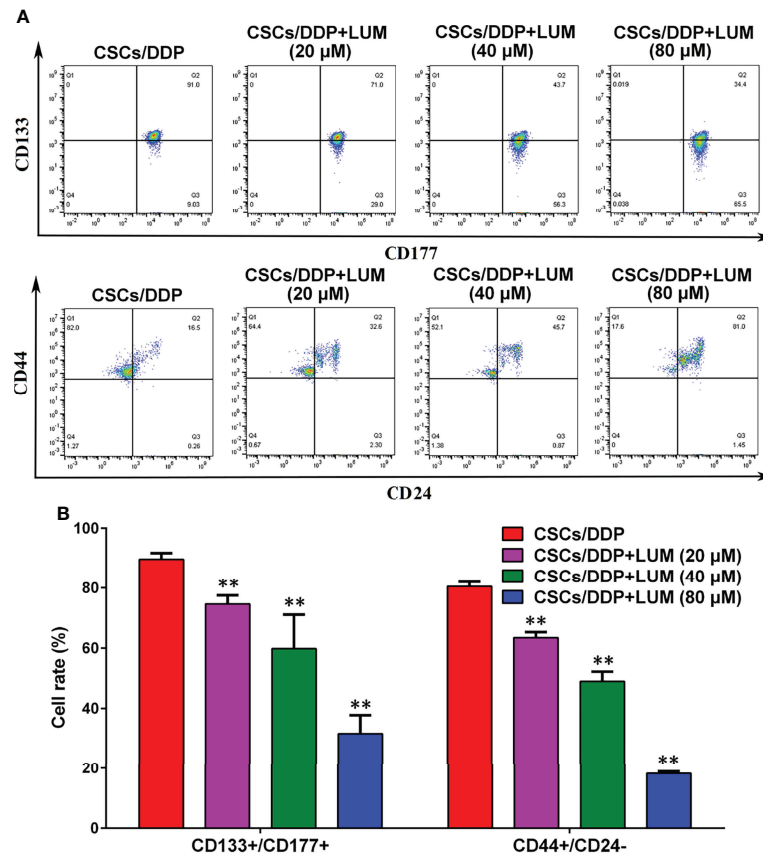 A
CSCs/DDP
CSCs/DDP+LUM
(20 µM)
CSCs/DDP+LUM
(40 µM)
CSCs/DDP+LUM
(80 µM)
CD133
Q1
0
Q2
91.0
Q4
0
Q3
9.03
Q1
0
Q2
71.0
Q4
0
Q3
29.0
Q1
0
Q2
43.7
Q4
0
Q3
56.3
Q1
0.019
Q2
34.4
Q4
0.038
Q3
65.5
CD177
CSCs/DDP
CSCs/DDP+LUM
(20 µM)
CSCs/DDP+LUM
(40 µM)
CSCs/DDP+LUM
(80 µM)
CD44
Q1
82.0
Q2
16.5
Q4
1.27
Q3
0.26
Q1
64.4
Q2
32.6
Q4
0.67
Q3
2.30
Q1
52.1
Q2
45.7
Q4
1.38
Q3
0.87
Q1
17.6
Q2
81.0
Q4
0
Q3
1.45
CD24
B
Cell rate (%)
100
80
60
40
20
0
CSCs/DDP
CSCs/DDP+LUM (20 µM)
CSCs/DDP+LUM (40 µM)
CSCs/DDP+LUM (80 µM)
**
**
**
**
**
**
CD133+/CD177+
CD44+/CD24-